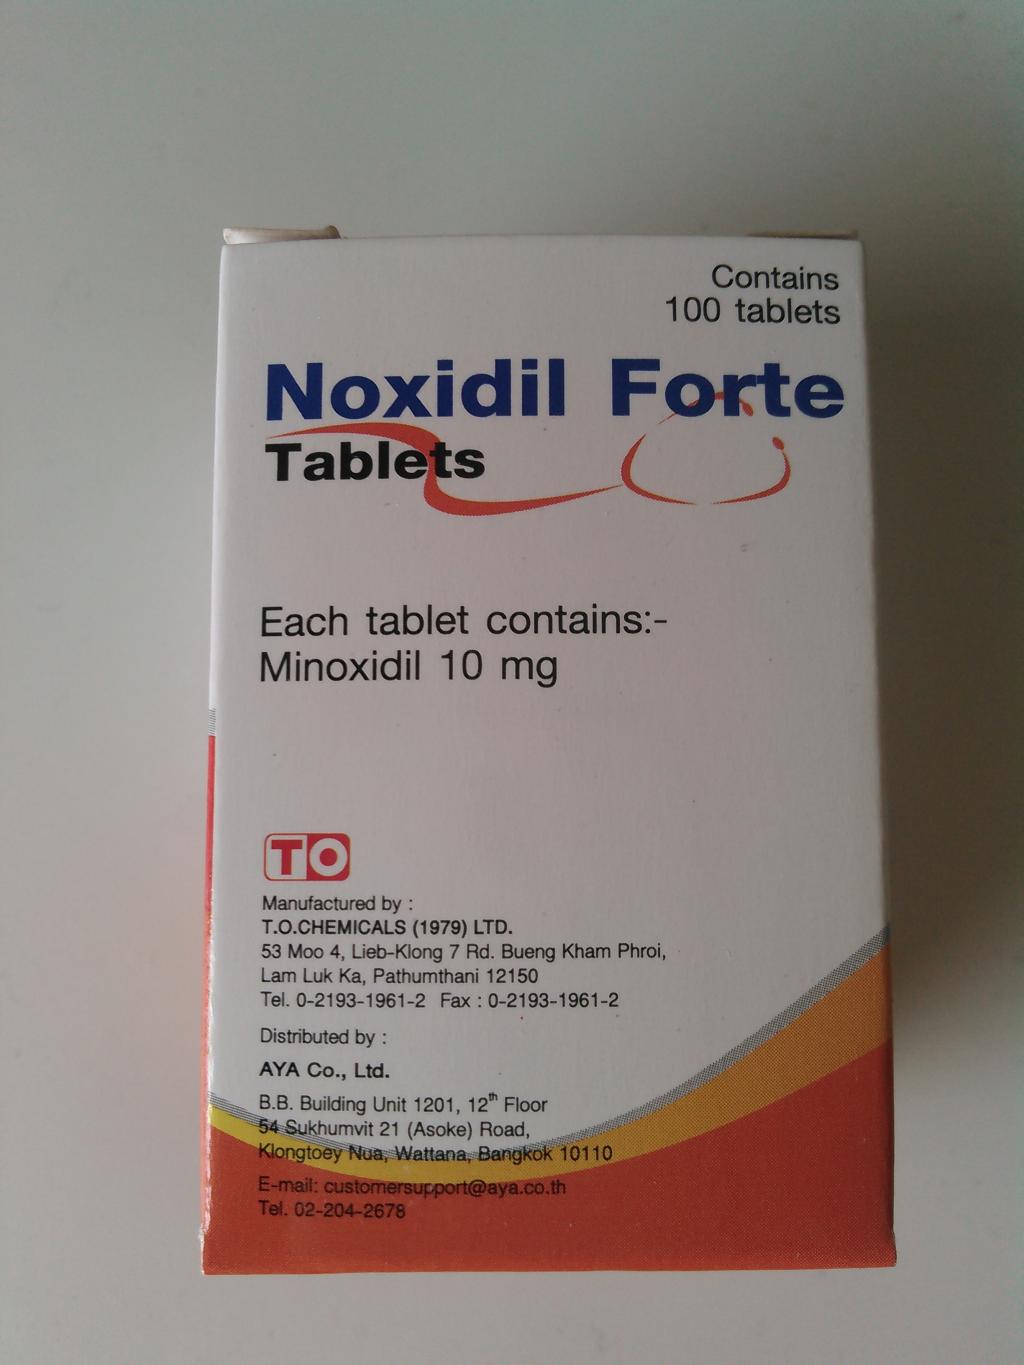 Contains
100 tablets
Noxidil Forte
Tablets
Each tablet contains:-
Minoxidil 10 mg
TO
Manufactured by :
T.O.CHEMICALS (1979) LTD.
53 Moo 4, Lieb-Klong 7 Rd. Bueng Kham Phroi,
Lam Luk Ka, Pathumthani 12150
Tel. 0-2193-1961-2 Fax : 0-2193-1961-2
Distributed by :
AYA Co., Ltd.
B.B. Building Unit 1201, 12th Floor
54 Sukhumvit 21 (Asoke) Road,
Klongtoey Nua, Wattana, Bangkok 10110
E-mail: customersupport@aya.co.th
Tel. 02-204-2678